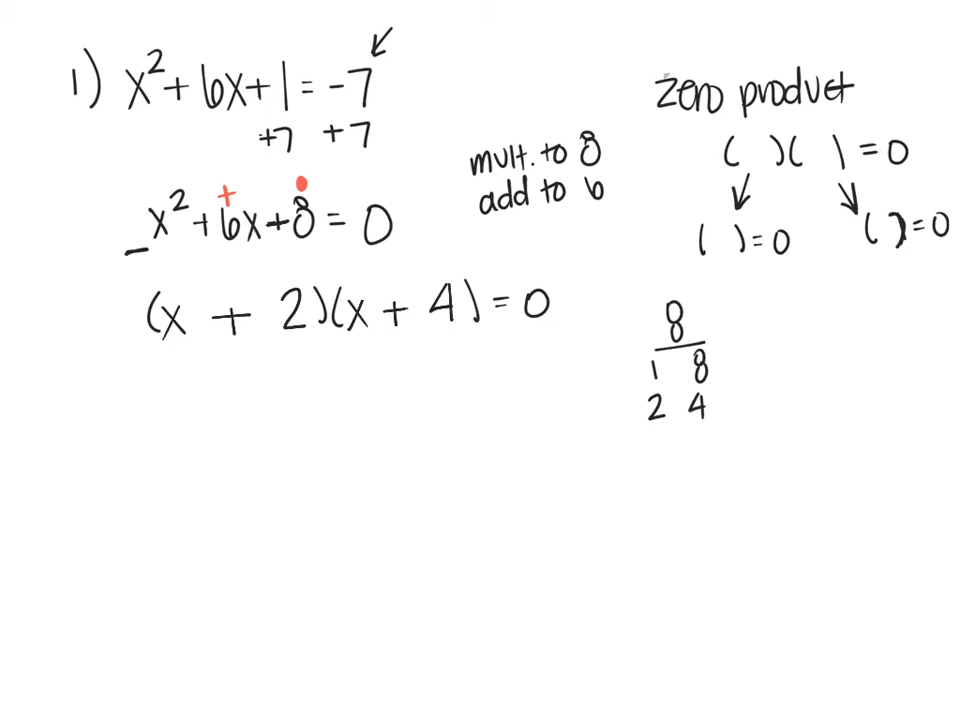 1) x² + 6x + 1 = -7
+7 +7
+ •
_x² + 6x + 8 = 0
(x + 2)(x + 4) = 0
mult. to 8
add to 6
zero product
( )( ) = 0
( ) = 0 ( ) = 0
8
1 8
2 4